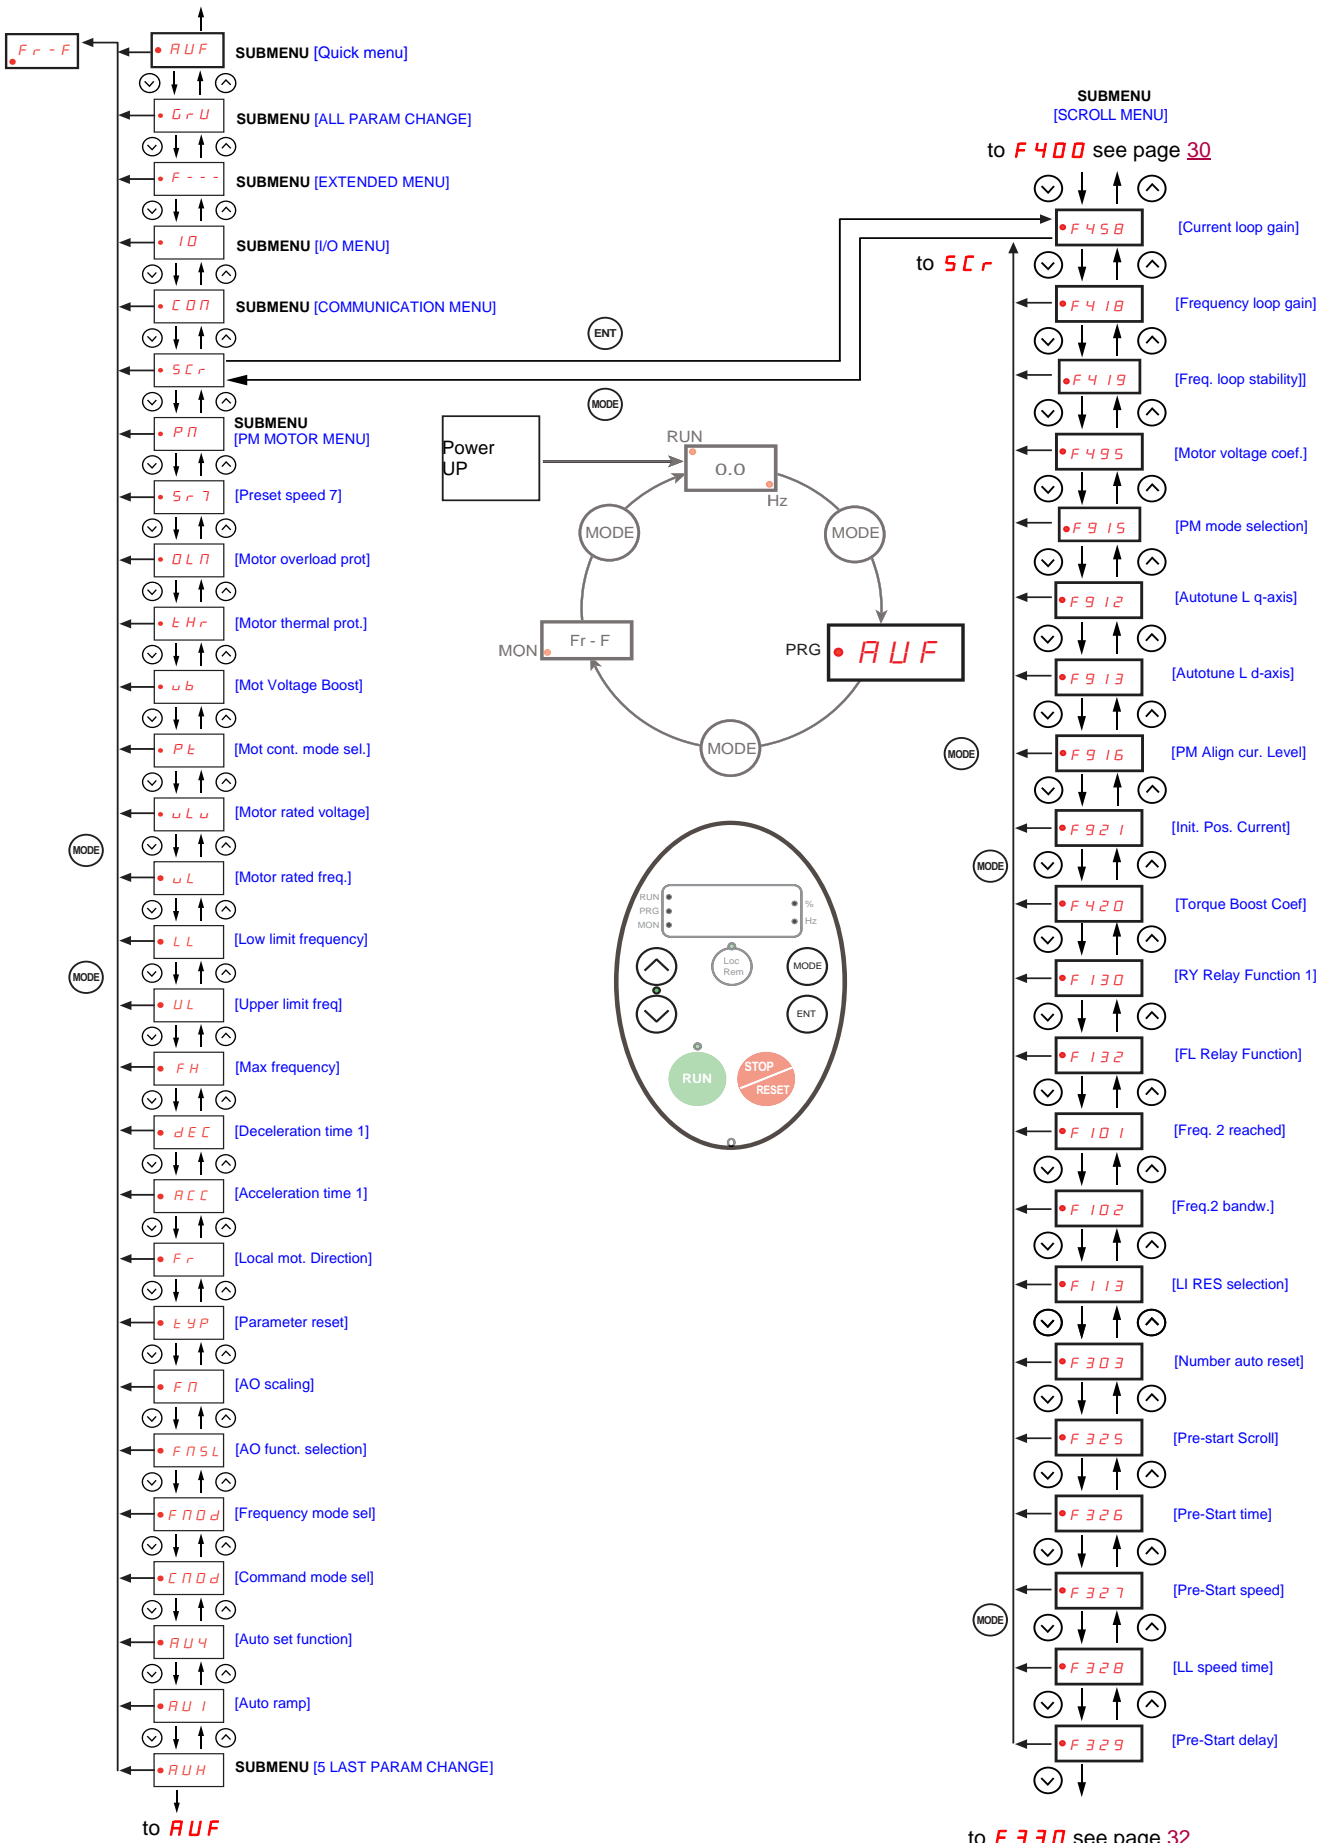 Fr - F
AUF SUBMENU [Quick menu]
GrU SUBMENU [ALL PARAM CHANGE]
F - - - SUBMENU [EXTENDED MENU]
IO SUBMENU [I/O MENU]
COM SUBMENU [COMMUNICATION MENU]
SCr
PM SUBMENU
[PM MOTOR MENU]
Sr7 [Preset speed 7]
OLM [Motor overload prot]
tHr [Motor thermal prot.]
ub [Mot Voltage Boost]
Pt [Mot cont. mode sel.]
uLu [Motor rated voltage]
MODE
uL [Motor rated freq.]
LL [Low limit frequency]
MODE
UL [Upper limit freq]
FH [Max frequency]
dEC [Deceleration time 1]
ACC [Acceleration time 1]
Fr [Local mot. Direction]
tYP [Parameter reset]
FM [AO scaling]
FMSL [AO funct. selection]
FMOd [Frequency mode sel]
CMOd [Command mode sel]
AU4 [Auto set function]
AU1 [Auto ramp]
AUH SUBMENU [5 LAST PARAM CHANGE]
to AUF
ENT
MODE
Power
UP
RUN
0.0
Hz
MODE
MODE
MON Fr - F
PRG AUF
MODE
RUN
PRG
MON
%
Hz
Loc
Rem
MODE
ENT
RUN
STOP
RESET
SUBMENU
[SCROLL MENU]
to F400 see page 30
F458 [Current loop gain]
to SCr
F418 [Frequency loop gain]
F419 [Freq. loop stability]]
F495 [Motor voltage coef.]
F915 [PM mode selection]
F912 [Autotune L q-axis]
F913 [Autotune L d-axis]
MODE
F916 [PM Align cur. Level]
F921 [Init. Pos. Current]
MODE
F420 [Torque Boost Coef]
F130 [RY Relay Function 1]
F132 [FL Relay Function]
F101 [Freq. 2 reached]
F102 [Freq.2 bandw.]
F113 [LI RES selection]
F303 [Number auto reset]
F325 [Pre-start Scroll]
F326 [Pre-Start time]
F327 [Pre-Start speed]
MODE
F328 [LL speed time]
F329 [Pre-Start delay]
to F330 see page 32